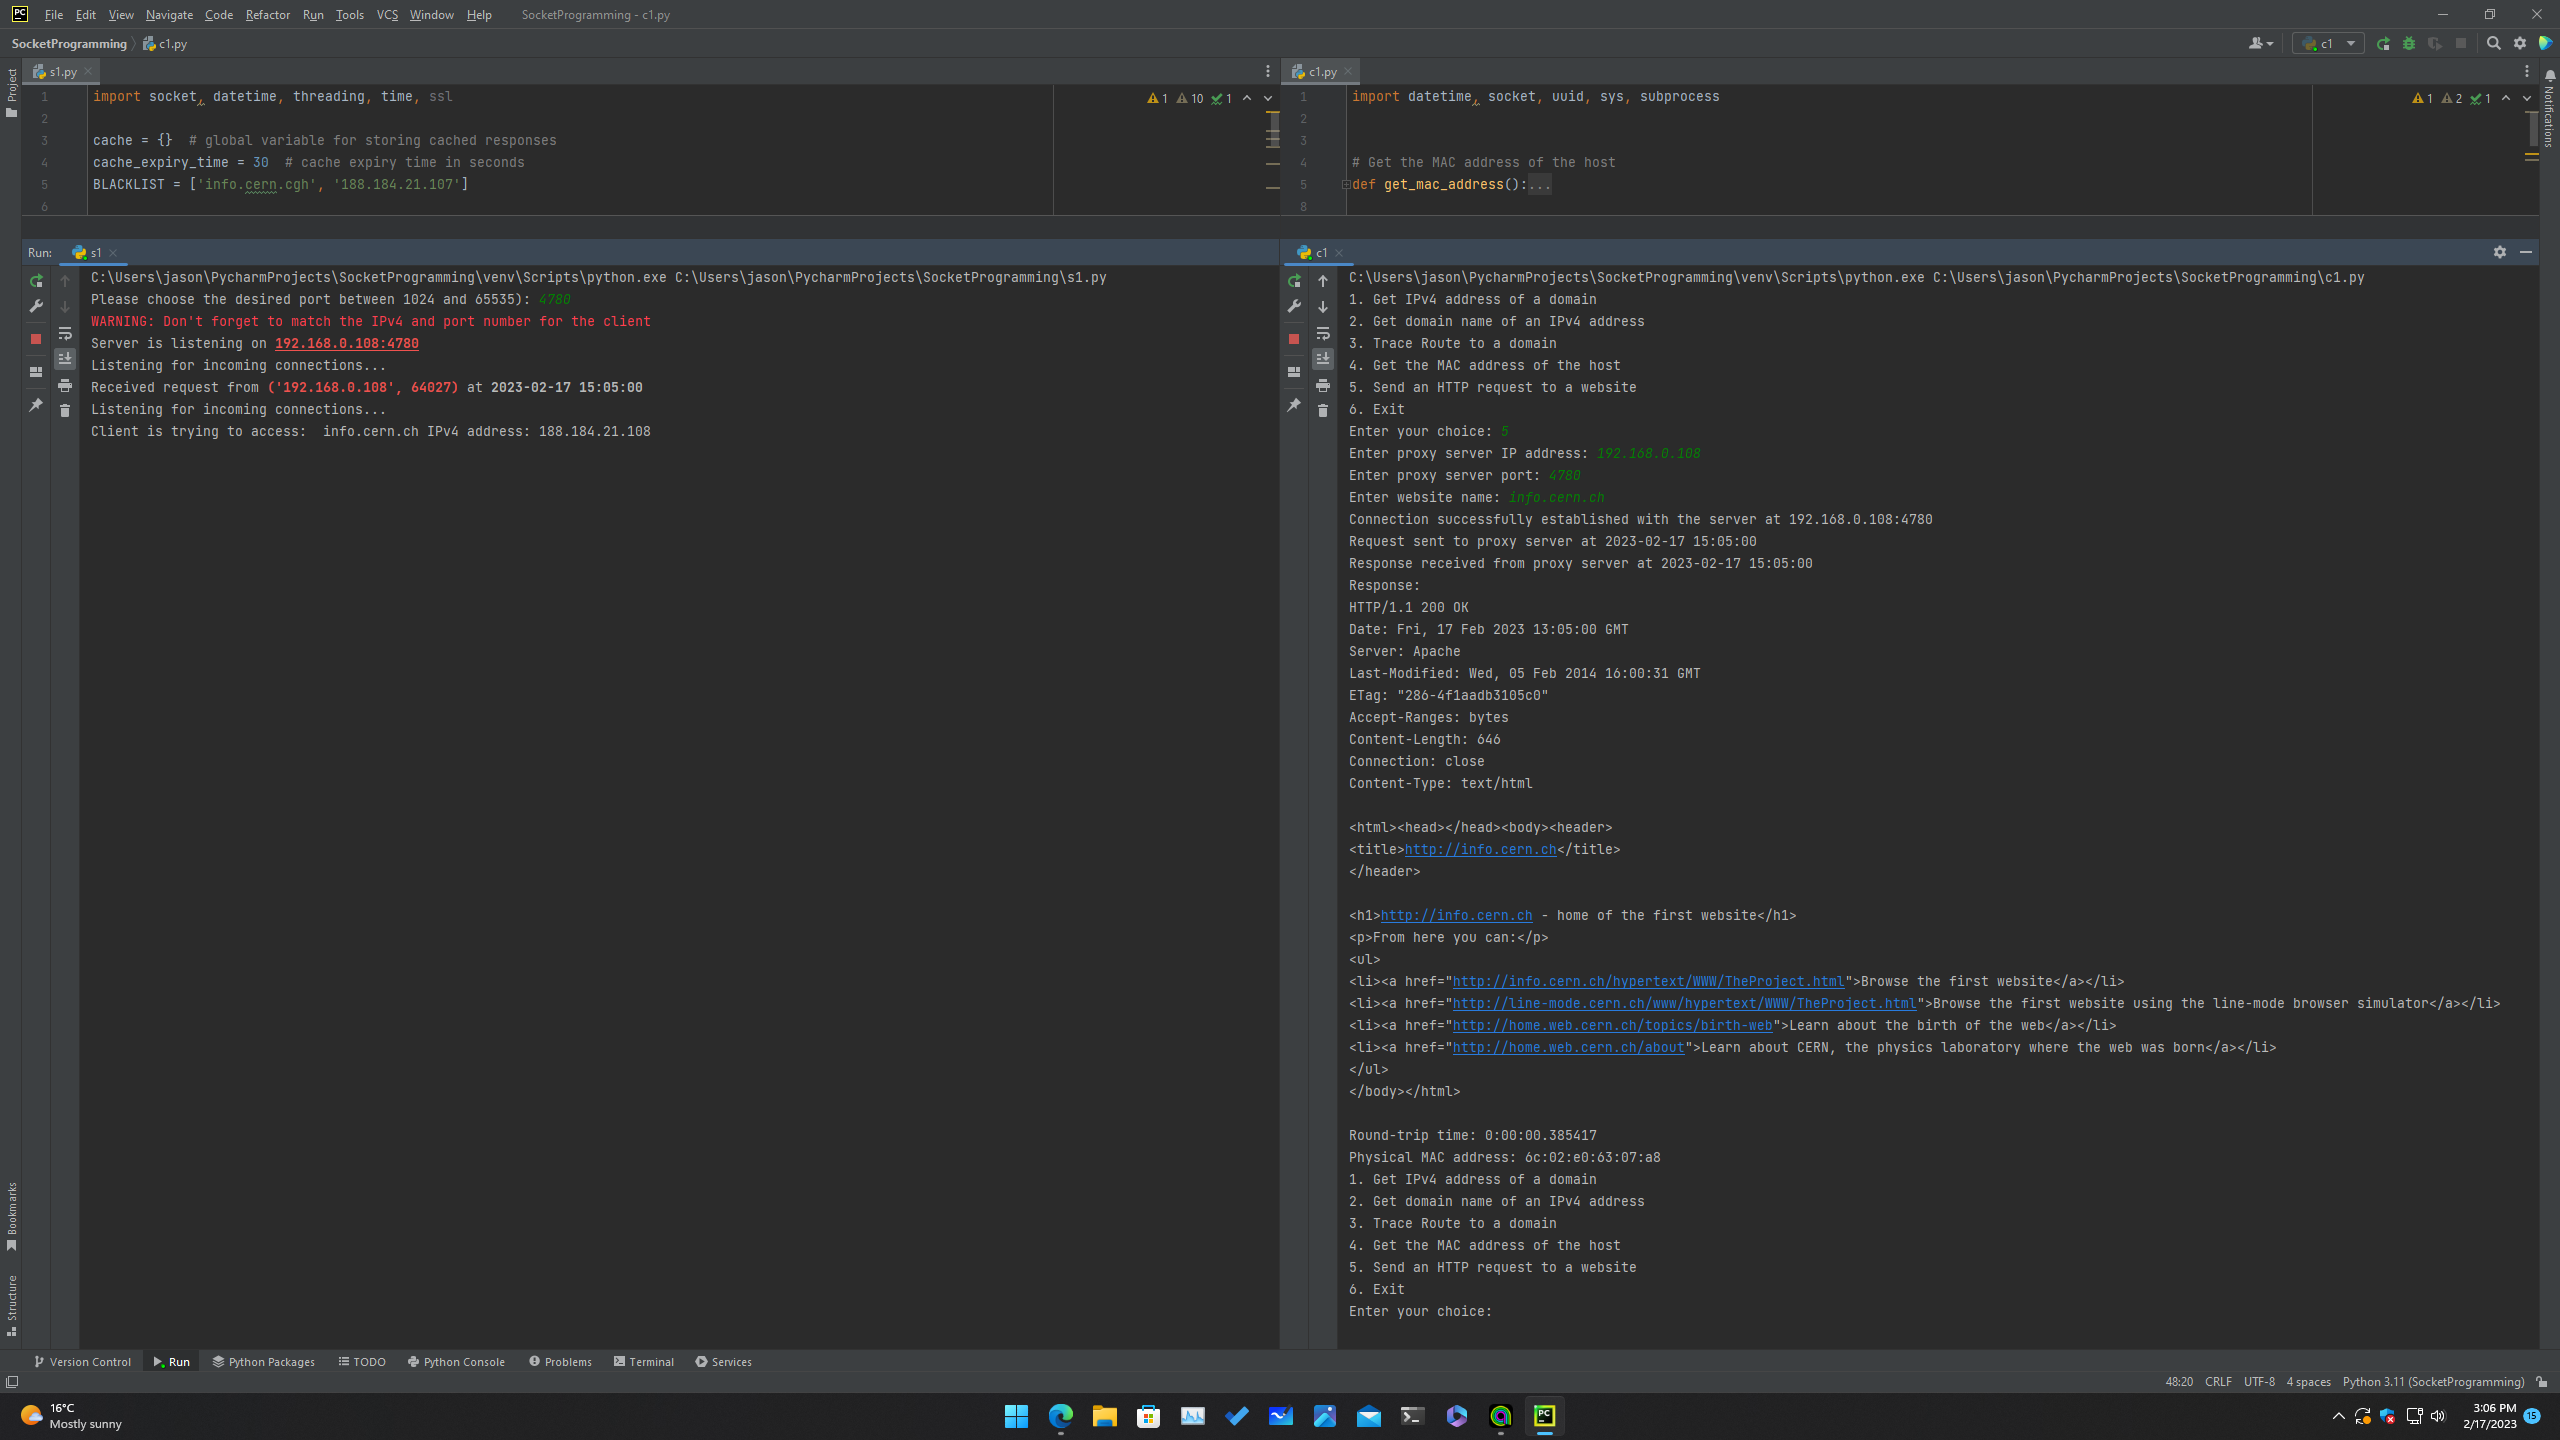 File Edit View Navigate Code Refactor Run Tools VCS Window Help SocketProgramming - c1.py
SocketProgramming c1.py
c1
Project
s1.py
1 import socket, datetime, threading, time, ssl
2
3 cache = {}  # global variable for storing cached responses
4 cache_expiry_time = 30  # cache expiry time in seconds
5 BLACKLIST = ['info.cern.cgh', '188.184.21.107']
6
1 10 1
c1.py
1 import datetime, socket, uuid, sys, subprocess
2
3
4 # Get the MAC address of the host
5 def get_mac_address():...
8
1 2 1
Notifications
Run: s1
C:\Users\jason\PycharmProjects\SocketProgramming\venv\Scripts\python.exe C:\Users\jason\PycharmProjects\SocketProgramming\s1.py
Please choose the desired port between 1024 and 65535): 4780
WARNING: Don't forget to match the IPv4 and port number for the client
Server is listening on 192.168.0.108:4780
Listening for incoming connections...
Received request from ('192.168.0.108', 64027) at 2023-02-17 15:05:00
Listening for incoming connections...
Client is trying to access:  info.cern.ch IPv4 address: 188.184.21.108
c1
C:\Users\jason\PycharmProjects\SocketProgramming\venv\Scripts\python.exe C:\Users\jason\PycharmProjects\SocketProgramming\c1.py
1. Get IPv4 address of a domain
2. Get domain name of an IPv4 address
3. Trace Route to a domain
4. Get the MAC address of the host
5. Send an HTTP request to a website
6. Exit
Enter your choice: 5
Enter proxy server IP address: 192.168.0.108
Enter proxy server port: 4780
Enter website name: info.cern.ch
Connection successfully established with the server at 192.168.0.108:4780
Request sent to proxy server at 2023-02-17 15:05:00
Response received from proxy server at 2023-02-17 15:05:00
Response:
HTTP/1.1 200 OK
Date: Fri, 17 Feb 2023 13:05:00 GMT
Server: Apache
Last-Modified: Wed, 05 Feb 2014 16:00:31 GMT
ETag: "286-4f1aadb3105c0"
Accept-Ranges: bytes
Content-Length: 646
Connection: close
Content-Type: text/html
<html><head></head><body><header>
<title>http://info.cern.ch</title>
</header>
<h1>http://info.cern.ch - home of the first website</h1>
<p>From here you can:</p>
<ul>
<li><a href="http://info.cern.ch/hypertext/WWW/TheProject.html">Browse the first website</a></li>
<li><a href="http://line-mode.cern.ch/www/hypertext/WWW/TheProject.html">Browse the first website using the line-mode browser simulator</a></li>
<li><a href="http://home.web.cern.ch/topics/birth-web">Learn about the birth of the web</a></li>
<li><a href="http://home.web.cern.ch/about">Learn about CERN, the physics laboratory where the web was born</a></li>
</ul>
</body></html>
Round-trip time: 0:00:00.385417
Physical MAC address: 6c:02:e0:63:07:a8
1. Get IPv4 address of a domain
2. Get domain name of an IPv4 address
3. Trace Route to a domain
4. Get the MAC address of the host
5. Send an HTTP request to a website
6. Exit
Enter your choice:
Bookmarks
Structure
Version Control Run Python Packages TODO Python Console Problems Terminal Services
48:20 CRLF UTF-8 4 spaces Python 3.11 (SocketProgramming)
16°C
Mostly sunny
3:06 PM
2/17/2023
15